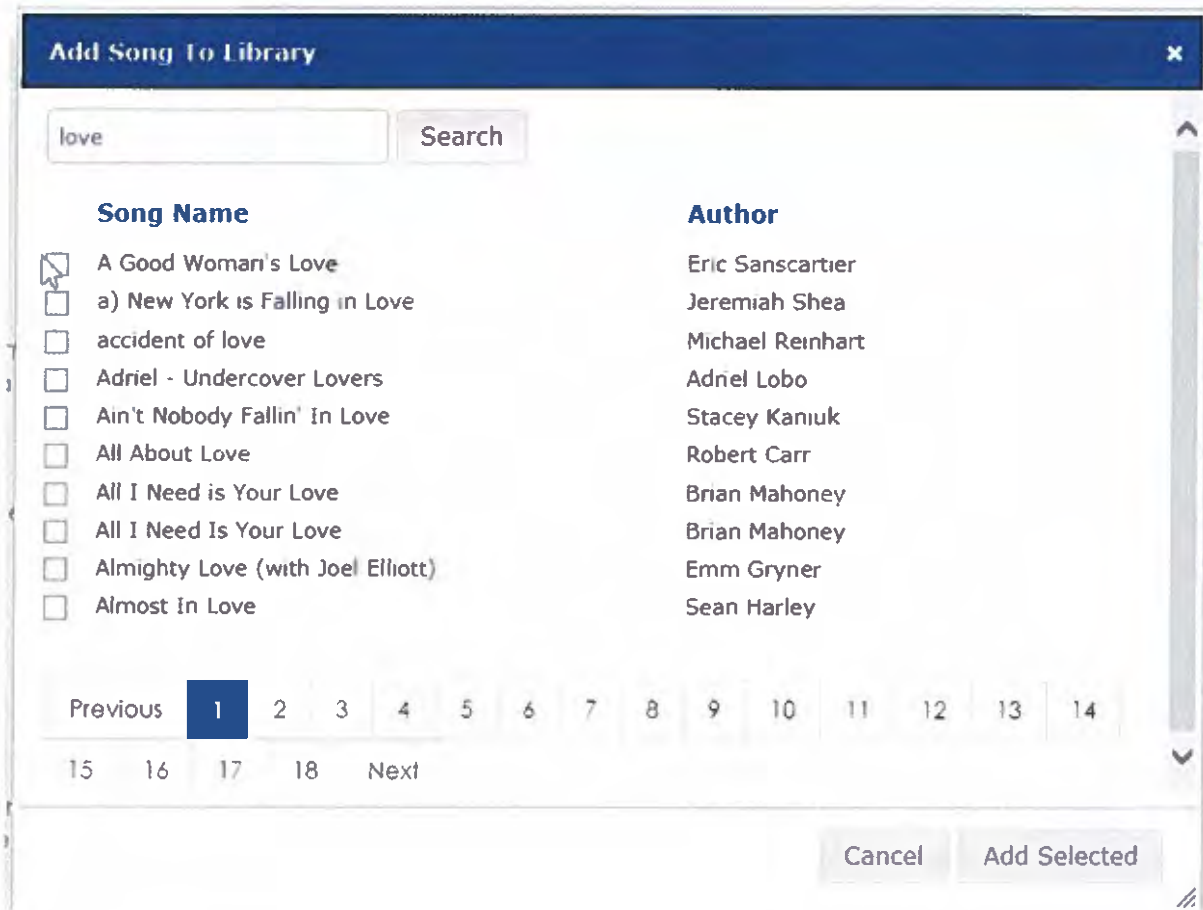 Add Song To Library ×
love Search
Song Name Author
A Good Woman's Love Eric Sanscartier
a) New York is Falling in Love Jeremiah Shea
accident of love Michael Reinhart
Adriel - Undercover Lovers Adriel Lobo
Ain't Nobody Fallin' In Love Stacey Kaniuk
All About Love Robert Carr
All I Need is Your Love Brian Mahoney
All I Need Is Your Love Brian Mahoney
Almighty Love (with Joel Elliott) Emm Gryner
Almost In Love Sean Harley
Previous 1 2 3 4 5 6 7 8 9 10 11 12 13 14
15 16 17 18 Next
Cancel Add Selected